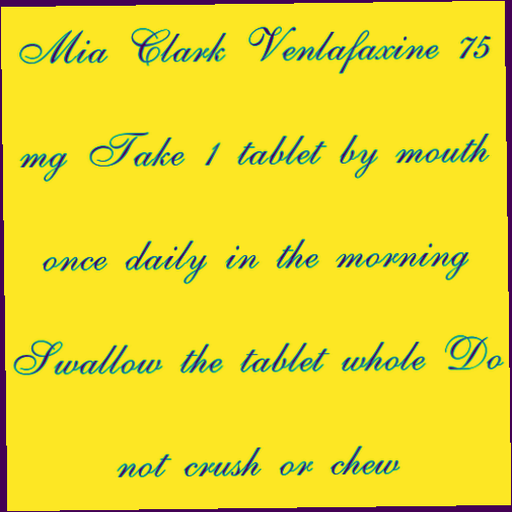 Mia Clark Venlafaxine 75
mg Take 1 tablet by mouth
once daily in the morning
Swallow the tablet whole Do
not crush or chew